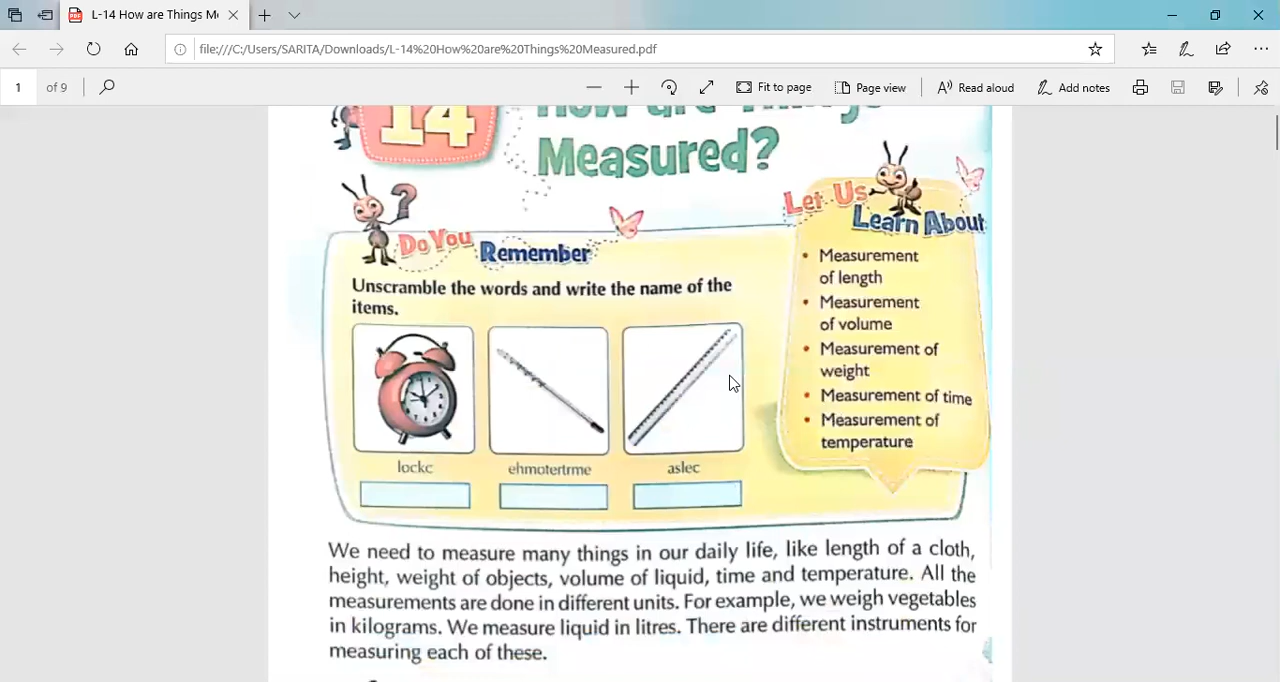 L-14 How are Things Me
file:///C:/Users/SARITA/Downloads/L-14%20How%20are%20Things%20Measured.pdf
1 of 9 Fit to page Page view Read aloud Add notes
14 How are Things
Measured?
Let Us
Learn About
Do You Remember
Measurement
of length
Unscramble the words and write the name of the
items.
Measurement
of volume
Measurement of
weight
Measurement of time
Measurement of
temperature
lockc ehmotertrme aslec
We need to measure many things in our daily life, like length of a cloth,
height, weight of objects, volume of liquid, time and temperature. All the
measurements are done in different units. For example, we weigh vegetables
in kilograms. We measure liquid in litres. There are different instruments for
measuring each of these.